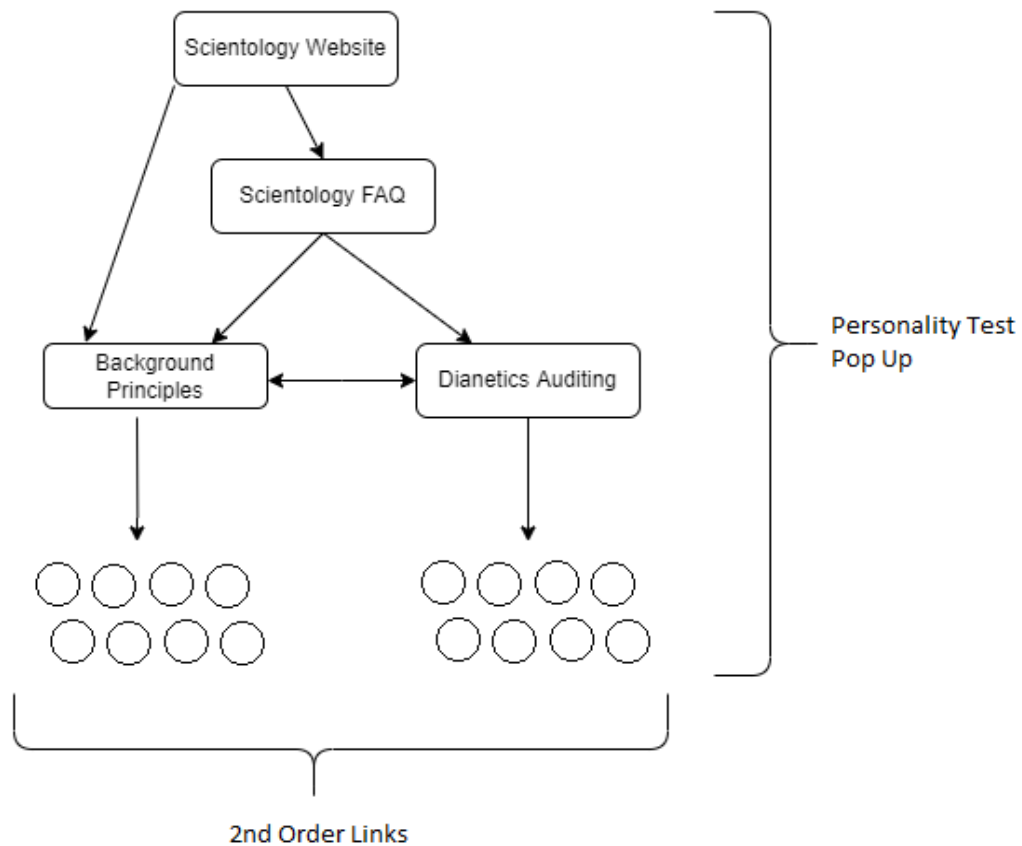 Scientology Website
Scientology FAQ
Background
Principles
Dianetics Auditing
Personality Test
Pop Up
2nd Order Links